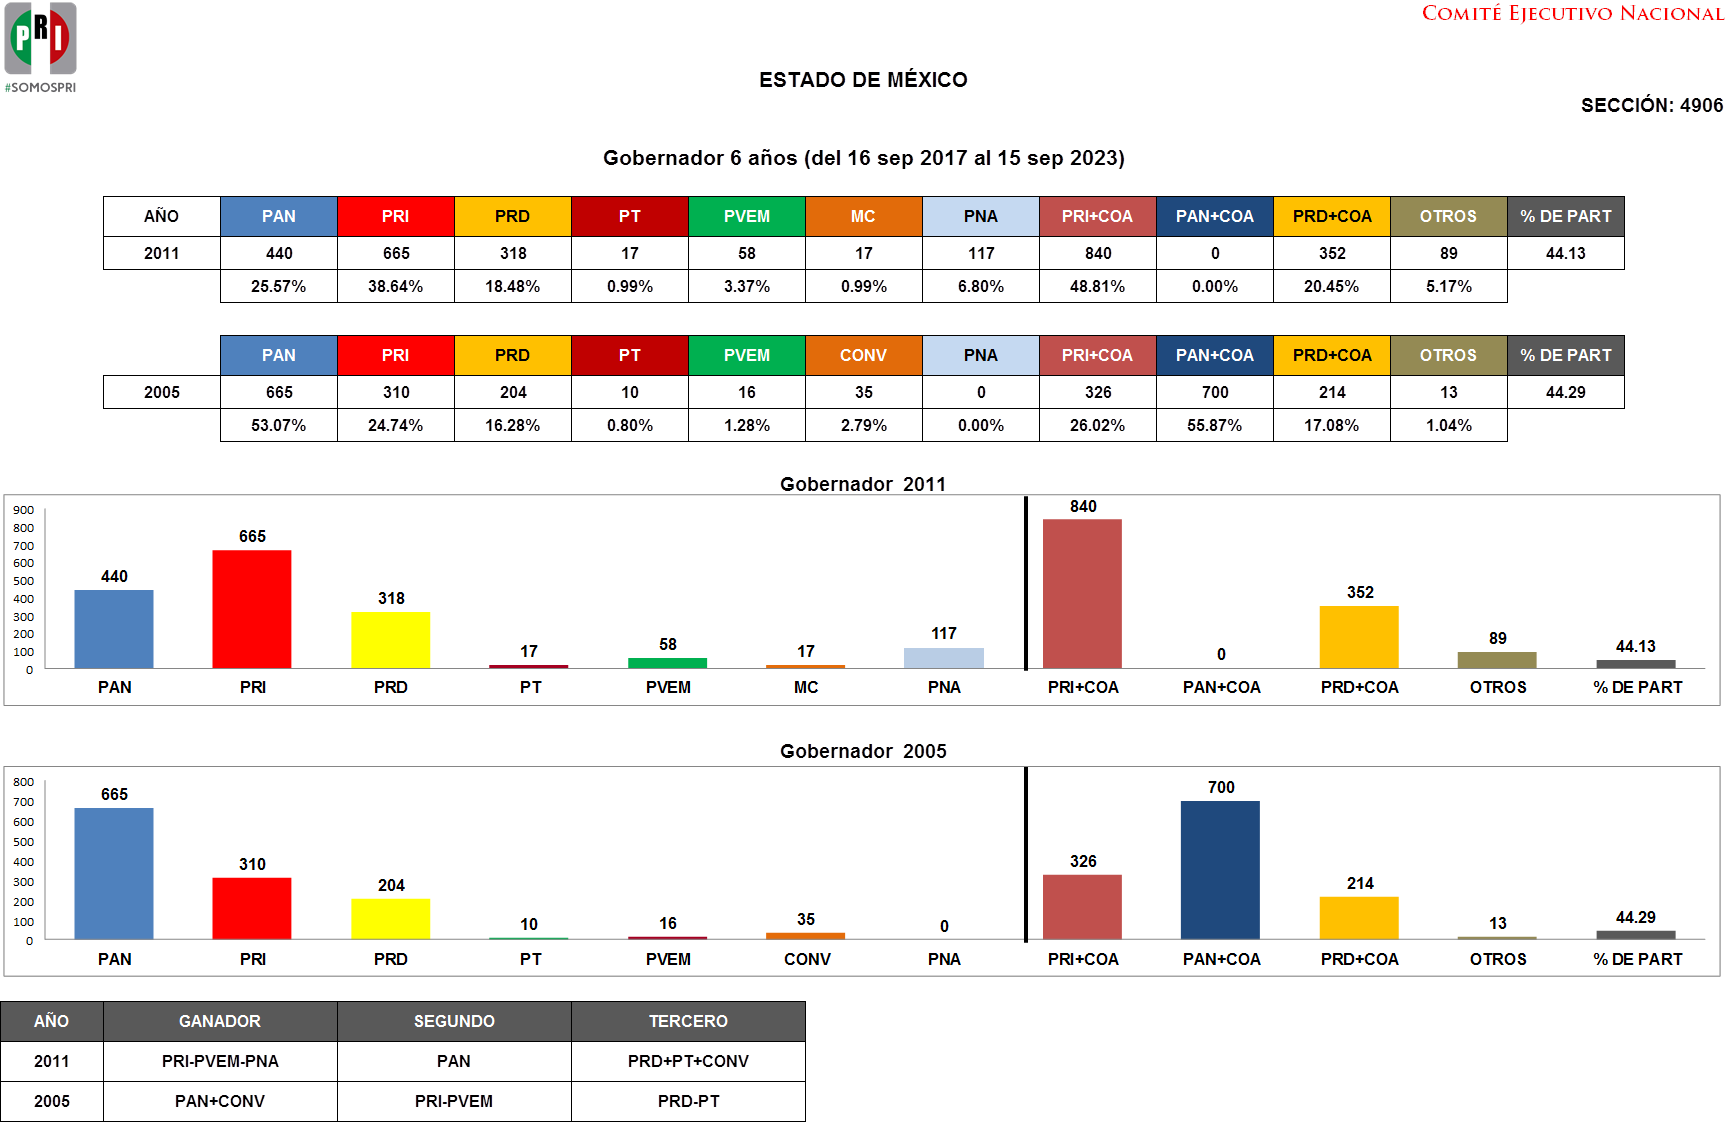 PRI
#SOMOSPRI
COMITÉ EJECUTIVO NACIONAL
ESTADO DE MÉXICO
SECCIÓN: 4906
Gobernador 6 años (del 16 sep 2017 al 15 sep 2023)
AÑO PAN PRI PRD PT PVEM MC PNA PRI+COA PAN+COA PRD+COA OTROS % DE PART
2011 440 665 318 17 58 17 117 840 0 352 89 44.13
25.57% 38.64% 18.48% 0.99% 3.37% 0.99% 6.80% 48.81% 0.00% 20.45% 5.17%
PAN PRI PRD PT PVEM CONV PNA PRI+COA PAN+COA PRD+COA OTROS % DE PART
2005 665 310 204 10 16 35 0 326 700 214 13 44.29
53.07% 24.74% 16.28% 0.80% 1.28% 2.79% 0.00% 26.02% 55.87% 17.08% 1.04%
Gobernador 2011
900
800
700
600
500
400
300
200
100
0
440 665 318 17 58 17 117 840 0 352 89 44.13
PAN PRI PRD PT PVEM MC PNA PRI+COA PAN+COA PRD+COA OTROS % DE PART
Gobernador 2005
800
700
600
500
400
300
200
100
0
665 310 204 10 16 35 0 326 700 214 13 44.29
PAN PRI PRD PT PVEM CONV PNA PRI+COA PAN+COA PRD+COA OTROS % DE PART
AÑO GANADOR SEGUNDO TERCERO
2011 PRI-PVEM-PNA PAN PRD+PT+CONV
2005 PAN+CONV PRI-PVEM PRD-PT